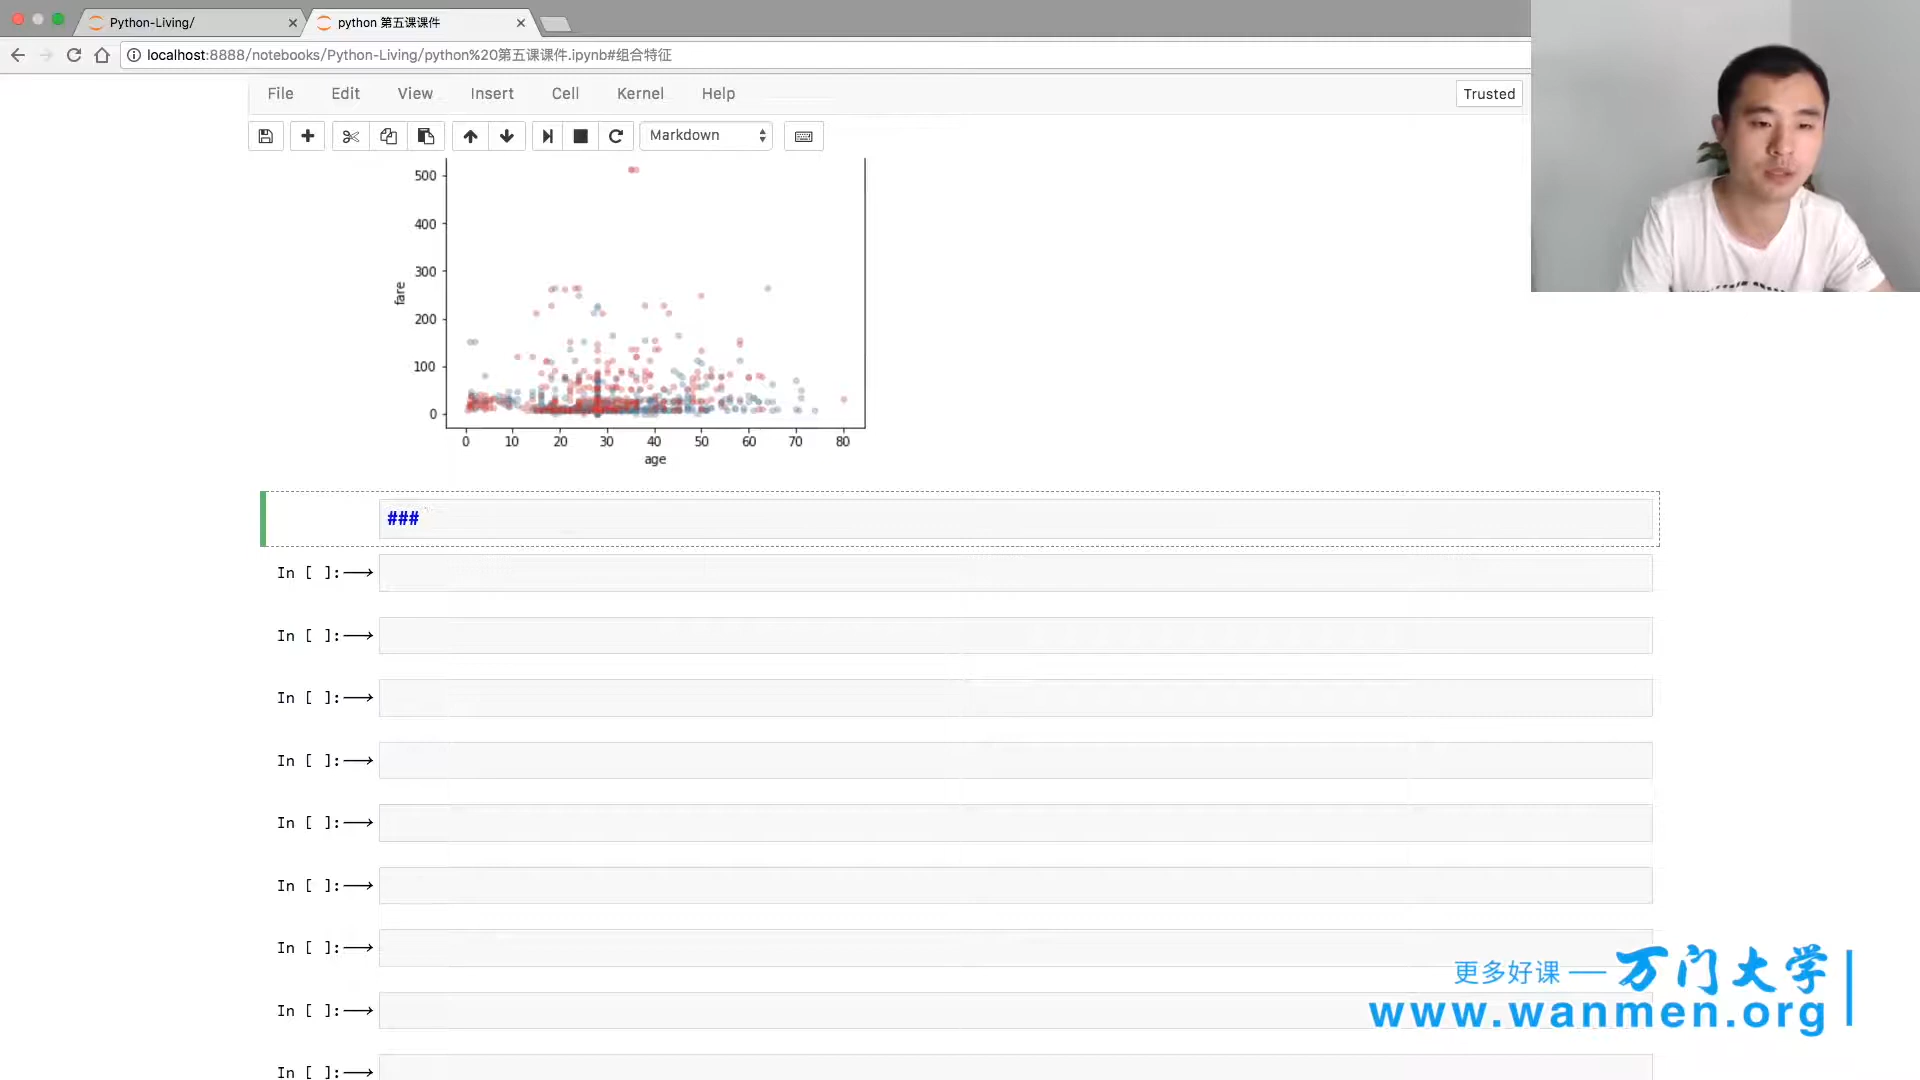 Python-Living/
python 第五课课件
localhost:8888/notebooks/Python-Living/python%20第五课课件.ipynb#组合特征
File Edit View Insert Cell Kernel Help
Trusted
Markdown
500
400
300
200
100
0
fare
0 10 20 30 40 50 60 70 80
age
###
In [ ]:
In [ ]:
In [ ]:
In [ ]:
In [ ]:
In [ ]:
In [ ]:
In [ ]:
In [ ]:
更多好课 — 万门大学
www.wanmen.org